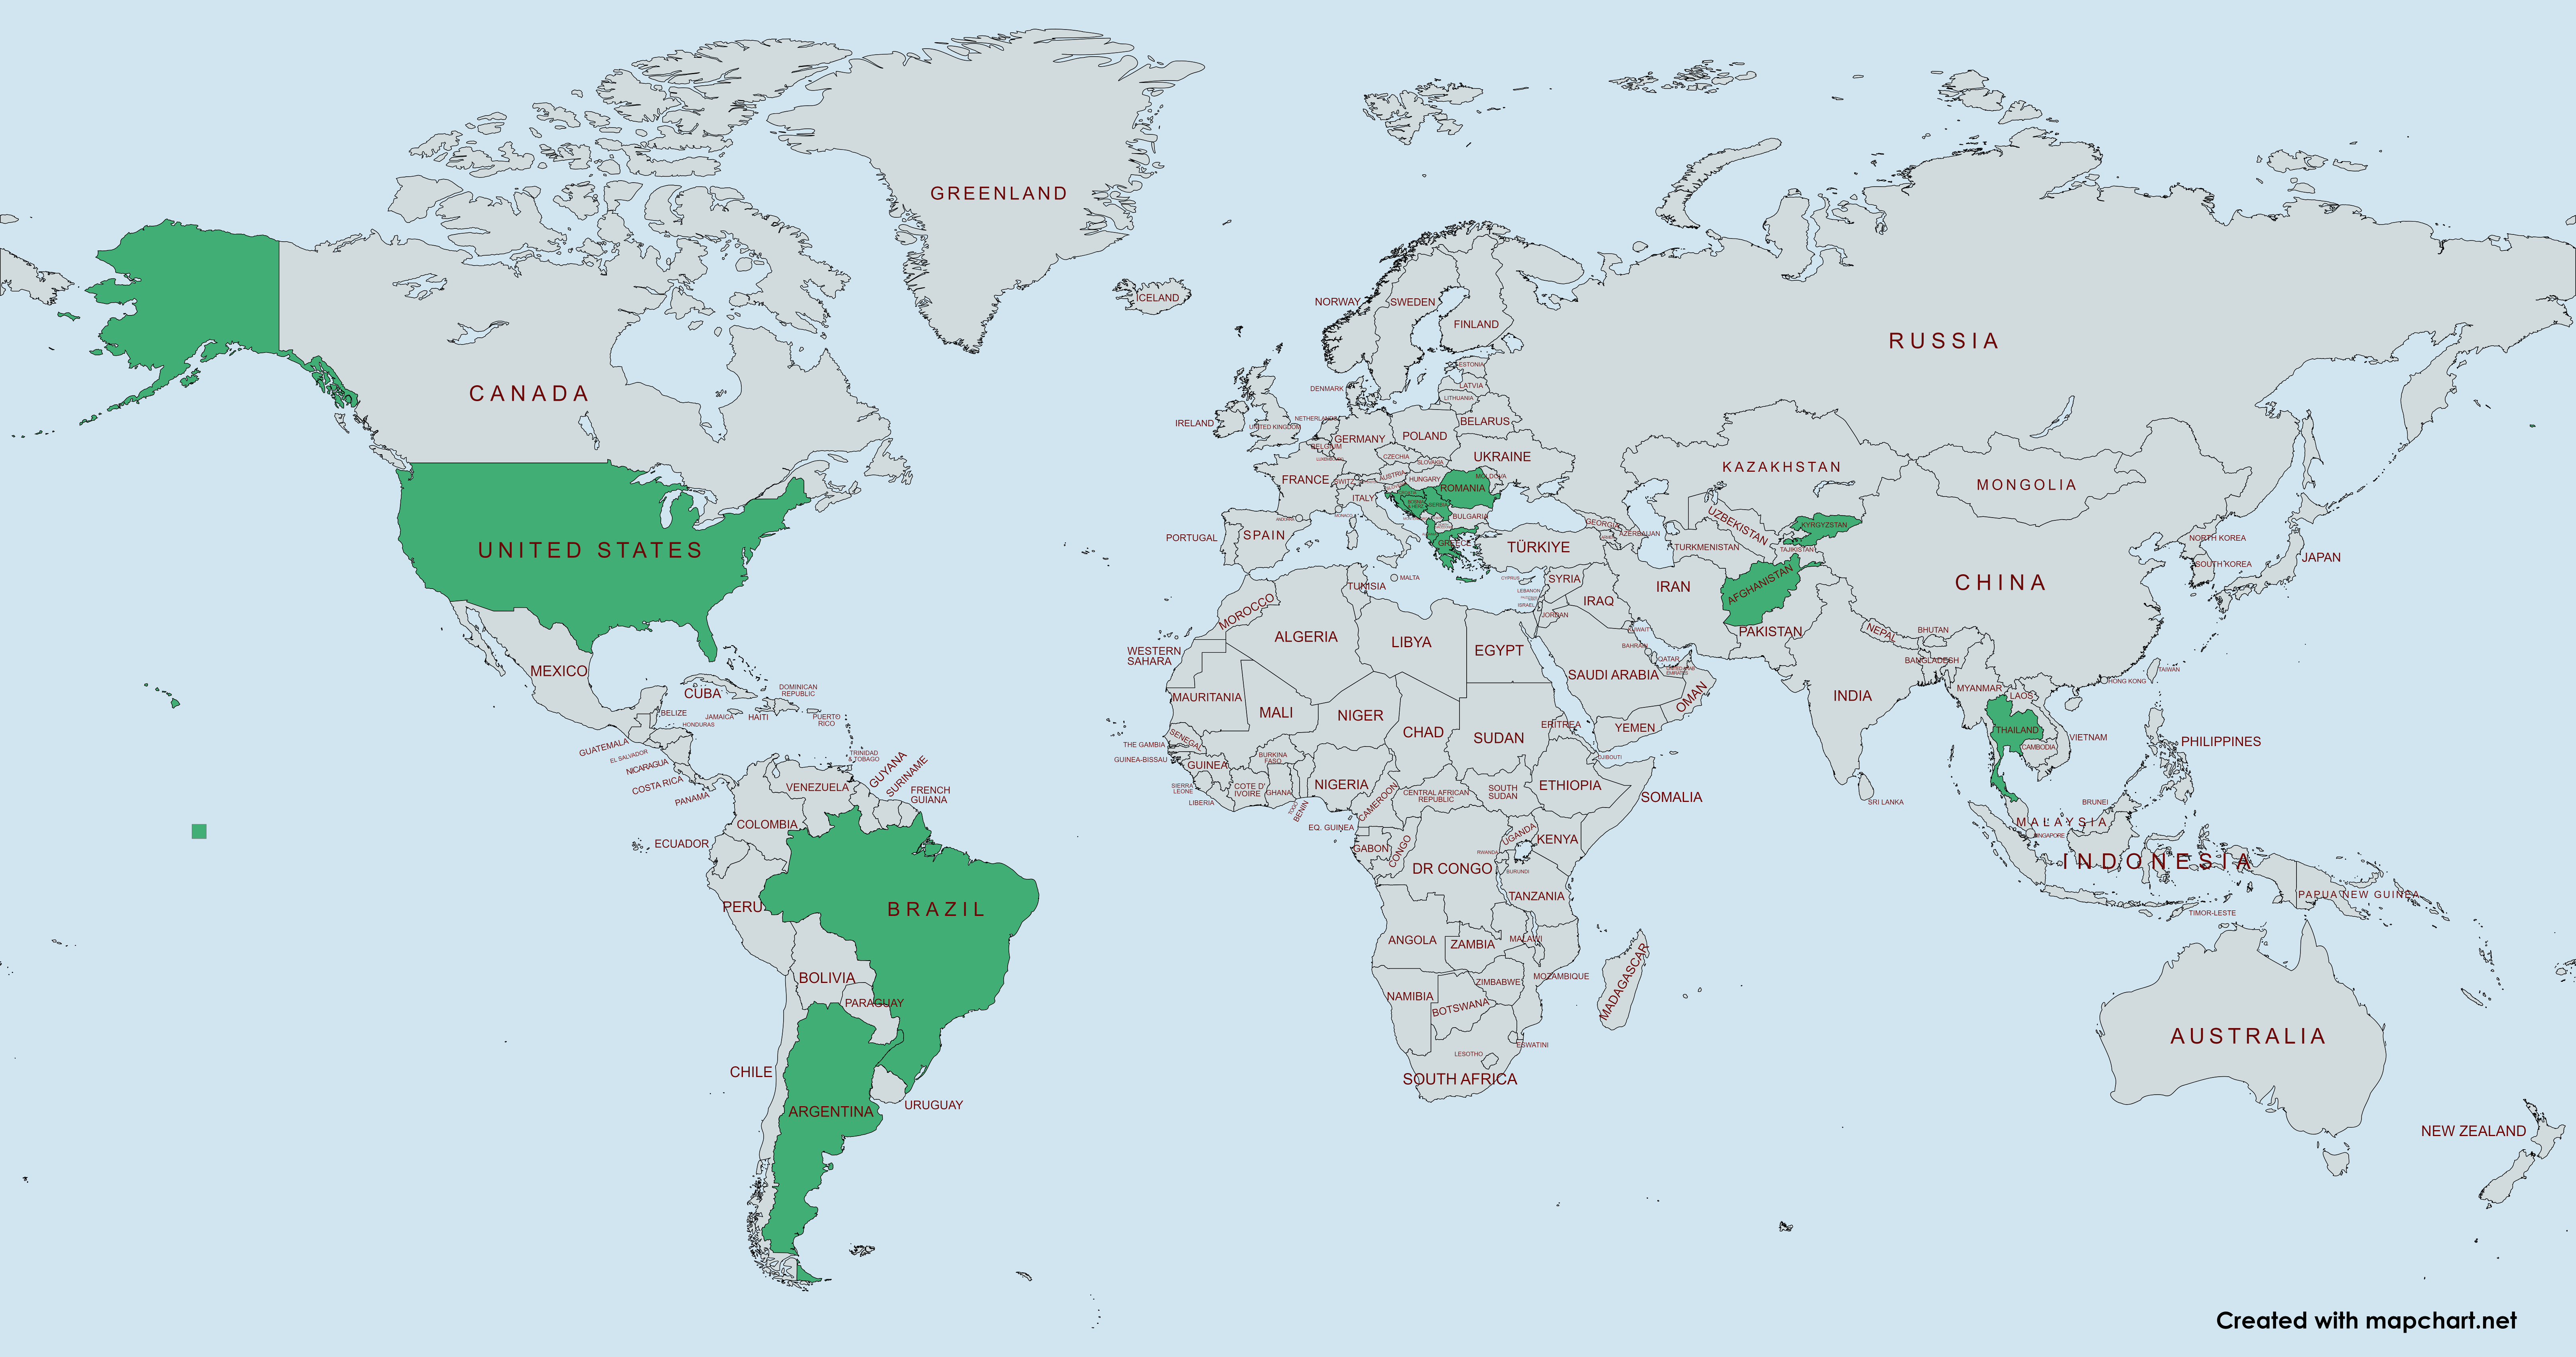 GREENLAND
ICELAND
NORWAY
SWEDEN
FINLAND
RUSSIA
CANADA
ESTONIA
LATVIA
LITHUANIA
DENMARK
IRELAND
UNITED KINGDOM
NETHERLANDS
BELGIUM
GERMANY
POLAND
BELARUS
CZECHIA
SLOVAKIA
UKRAINE
FRANCE
SWITZ.
AUSTRIA
HUNGARY
MOLDOVA
ROMANIA
ITALY
SERBIA
BULGARIA
MONACO
ANDORRA
PORTUGAL
SPAIN
GREECE
TÜRKIYE
GEORGIA
AZERBAIJAN
KAZAKHSTAN
UZBEKISTAN
KYRGYZSTAN
TURKMENISTAN
TAJIKISTAN
MONGOLIA
NORTH KOREA
SOUTH KOREA
JAPAN
CHINA
UNITED STATES
MALTA
CYPRUS
LEBANON
ISRAEL
SYRIA
IRAQ
IRAN
AFGHANISTAN
JORDAN
KUWAIT
PAKISTAN
NEPAL
BHUTAN
BANGLADESH
BAHRAIN
QATAR
UNITED ARAB
EMIRATES
SAUDI ARABIA
OMAN
YEMEN
INDIA
MYANMAR
LAOS
HONG KONG
TAIWAN
THAILAND
CAMBODIA
VIETNAM
PHILIPPINES
SRI LANKA
BRUNEI
MALAYSIA
SINGAPORE
INDONESIA
PAPUA NEW GUINEA
TIMOR-LESTE
MOROCCO
TUNISIA
ALGERIA
LIBYA
EGYPT
WESTERN
SAHARA
MAURITANIA
MALI
NIGER
CHAD
SUDAN
ERITREA
DJIBOUTI
SENEGAL
THE GAMBIA
GUINEA-BISSAU
GUINEA
SIERRA
LEONE
LIBERIA
COTE D'
IVOIRE
BURKINA
FASO
GHANA
TOGO
BENIN
NIGERIA
CAMEROON
CENTRAL AFRICAN
REPUBLIC
SOUTH
SUDAN
ETHIOPIA
SOMALIA
EQ. GUINEA
GABON
CONGO
DR CONGO
UGANDA
KENYA
RWANDA
BURUNDI
TANZANIA
ANGOLA
ZAMBIA
MALAWI
MOZAMBIQUE
ZIMBABWE
NAMIBIA
BOTSWANA
MADAGASCAR
ESWATINI
LESOTHO
SOUTH AFRICA
MEXICO
CUBA
DOMINICAN
REPUBLIC
BELIZE
JAMAICA
HAITI
PUERTO
RICO
HONDURAS
GUATEMALA
EL SALVADOR
NICARAGUA
COSTA RICA
PANAMA
TRINIDAD
& TOBAGO
VENEZUELA
GUYANA
SURINAME
FRENCH
GUIANA
COLOMBIA
ECUADOR
PERU
BRAZIL
BOLIVIA
PARAGUAY
CHILE
ARGENTINA
URUGUAY
AUSTRALIA
NEW ZEALAND
Created with mapchart.net